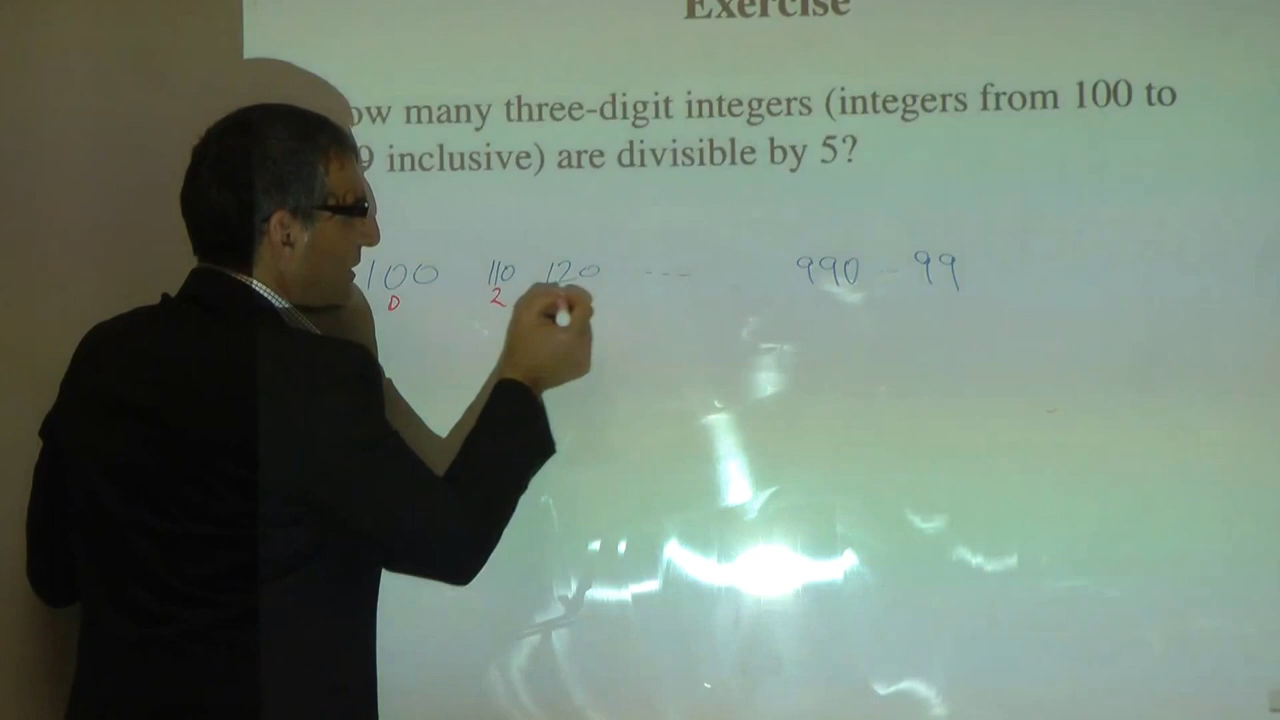 Exercise
ow many three-digit integers (integers from 100 to
9 inclusive) are divisible by 5?
100 110 120 --- 990 - 99
0 2